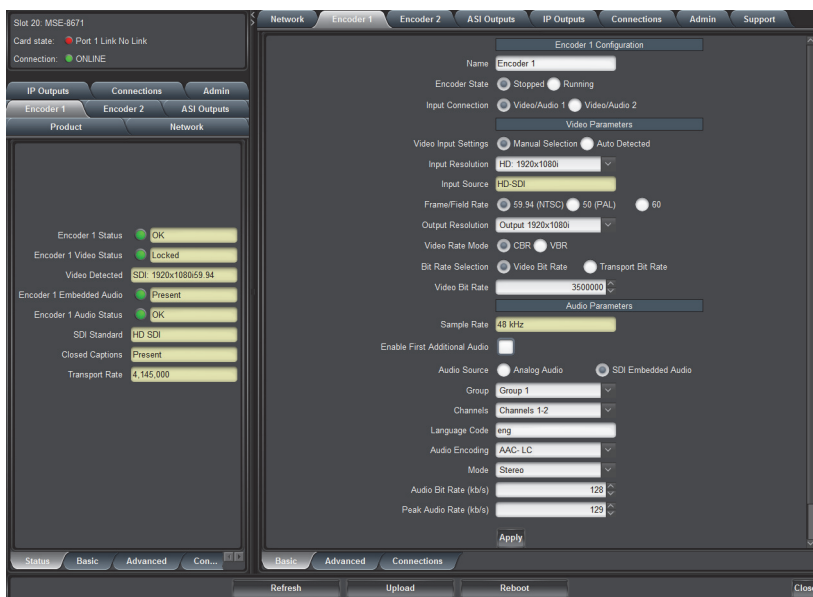 Slot 20: MSE-8671
Card state: Port 1 Link No Link
Connection: ONLINE
IP Outputs Connections Admin
Encoder 1 Encoder 2 ASI Outputs
Product Network
Encoder 1 Status OK
Encoder 1 Video Status Locked
Video Detected SDI: 1920x1080i59.94
Encoder 1 Embedded Audio Present
Encoder 1 Audio Status OK
SDI Standard HD SDI
Closed Captions Present
Transport Rate 4,145,000
Status Basic Advanced Con...
Network Encoder 1 Encoder 2 ASI Outputs IP Outputs Connections Admin Support
Encoder 1 Configuration
Name Encoder 1
Encoder State Stopped Running
Input Connection Video/Audio 1 Video/Audio 2
Video Parameters
Video Input Settings Manual Selection Auto Detected
Input Resolution HD: 1920x1080i
Input Source HD-SDI
Frame/Field Rate 59.94 (NTSC) 50 (PAL) 60
Output Resolution Output 1920x1080i
Video Rate Mode CBR VBR
Bit Rate Selection Video Bit Rate Transport Bit Rate
Video Bit Rate 3500000
Audio Parameters
Sample Rate 48 kHz
Enable First Additional Audio
Audio Source Analog Audio SDI Embedded Audio
Group Group 1
Channels Channels 1-2
Language Code eng
Audio Encoding AAC- LC
Mode Stereo
Audio Bit Rate (kb/s) 128
Peak Audio Rate (kb/s) 129
Apply
Basic Advanced Connections
Refresh Upload Reboot Close